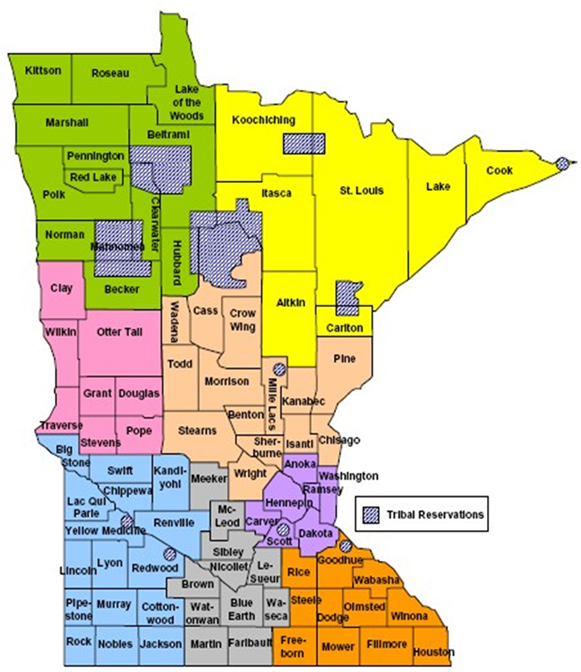 Kittson
Roseau
Lake
of the
Woods
Marshall
Beltrami
Koochiching
Pennington
Red Lake
Polk
Clearwater
Itasca
St. Louis
Lake
Cook
Norman
Mahnomen
Hubbard
Becker
Clay
Wadena
Cass
Crow
Wing
Aitkin
Carlton
Wilkin
Otter Tail
Todd
Morrison
Mille Lacs
Pine
Kanabec
Grant
Douglas
Benton
Traverse
Stevens
Pope
Stearns
Sher-
burne
Isanti
Chisago
Big
Stone
Swift
Kandi-
yohl
Meeker
Wright
Anoka
Washington
Ramsey
Hennepin
Chippewa
Lac Qui
Parle
Mc-
Leod
Carver
Scott
Dakota
Yellow Medicine
Renville
Sibley
Nicollet
Le-
Sueur
Rice
Goodhue
Wabasha
Lincoln
Lyon
Redwood
Brown
Pipe-
stone
Murray
Cotton-
wood
Wat-
onwan
Blue
Earth
Wa-
seca
Steele
Dodge
Olmsted
Winona
Rock
Nobles
Jackson
Martin
Faribault
Free-
born
Mower
Fillmore
Houston
Tribal Reservations